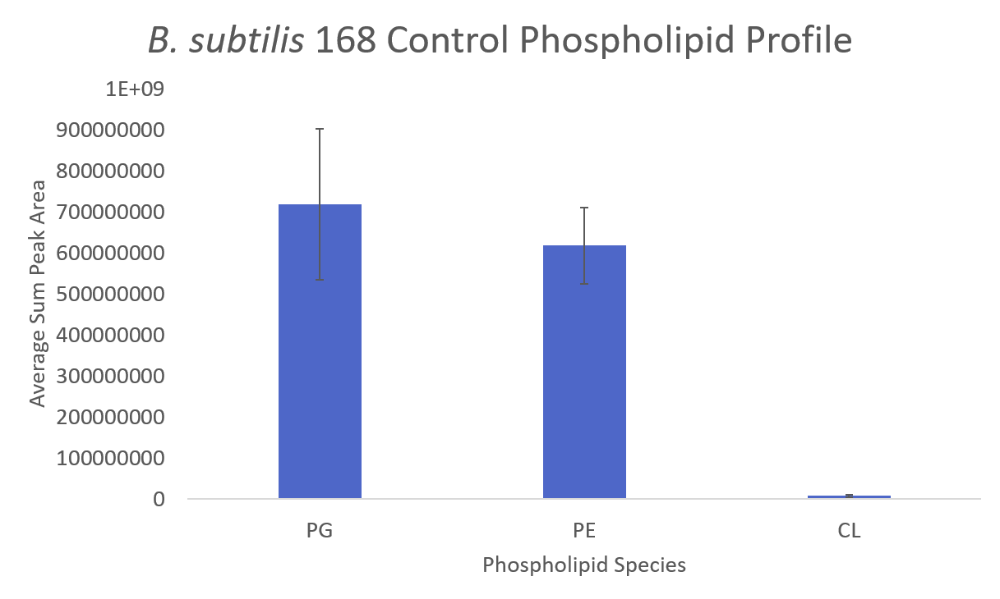 B. subtilis 168 Control Phospholipid Profile
1E+09
900000000
800000000
700000000
600000000
500000000
400000000
300000000
200000000
100000000
0
Average Sum Peak Area
PG PE CL
Phospholipid Species